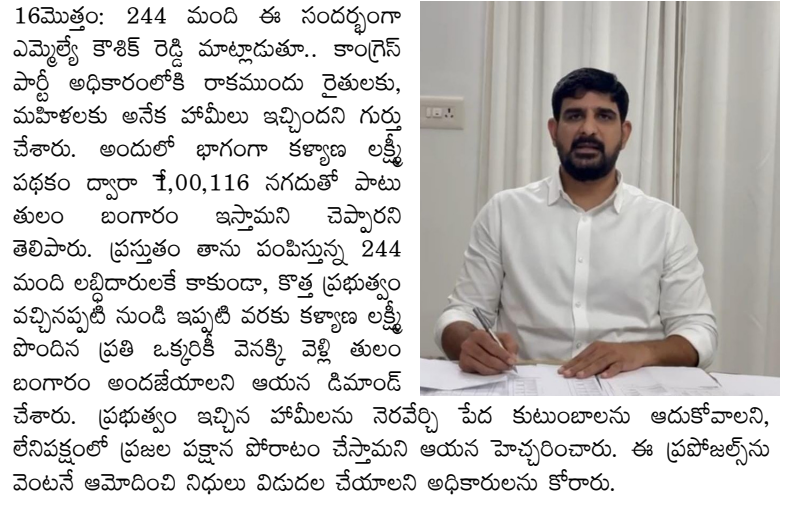 16మొత్తం: 244 మంది ఈ సందర్భంగా
ఎమ్మెల్యే కౌశిక్ రెడ్డి మాట్లాడుతూ.. కాంగ్రెస్
పార్టీ అధికారంలోకి రాకముందు రైతులకు,
మహిళలకు అనేక హామీలు ఇచ్చిందని గుర్తు
చేశారు. అందులో భాగంగా కళ్యాణ లక్ష్మీ
పథకం ద్వారా ₹1,00,116 నగదుతో పాటు
తులం బంగారం ఇస్తామని చెప్పారని
తెలిపారు. ప్రస్తుతం తాను పంపిస్తున్న 244
మంది లబ్ధిదారులకే కాకుండా, కొత్త ప్రభుత్వం
వచ్చినప్పటి నుండి ఇప్పటి వరకు కళ్యాణ లక్ష్మీ
పొందిన ప్రతి ఒక్కరికీ వెనక్కి వెళ్లి తులం
బంగారం అందజేయాలని ఆయన డిమాండ్
చేశారు. ప్రభుత్వం ఇచ్చిన హామీలను నెరవేర్చి పేద కుటుంబాలను ఆదుకోవాలని,
లేనిపక్షంలో ప్రజల పక్షాన పోరాటం చేస్తామని ఆయన హెచ్చరించారు. ఈ ప్రపోజల్స్‌ను
వెంటనే ఆమోదించి నిధులు విడుదల చేయాలని అధికారులను కోరారు.